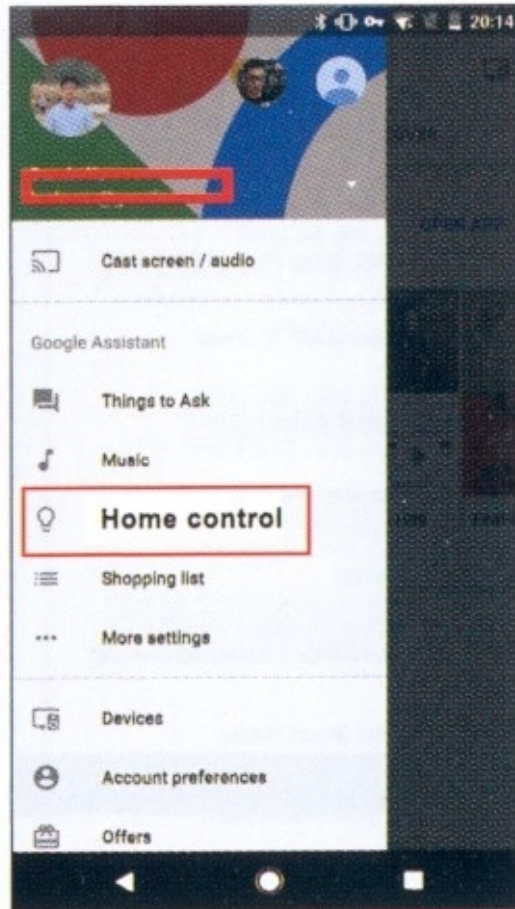 20:14
Cast screen / audio
Google Assistant
Things to Ask
Music
Home control
Shopping list
More settings
Devices
Account preferences
Offers